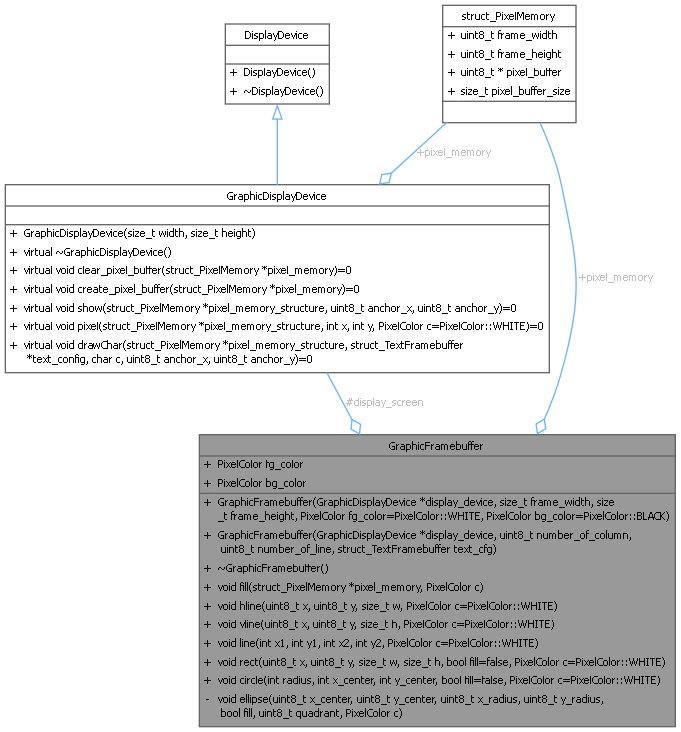 DisplayDevice
+ DisplayDevice()
+ ~DisplayDevice()
struct_PixelMemory
+ uint8_t frame_width
+ uint8_t frame_height
+ uint8_t * pixel_buffer
+ size_t pixel_buffer_size
+pixel_memory
GraphicDisplayDevice
+ GraphicDisplayDevice(size_t width, size_t height)
+ virtual ~GraphicDisplayDevice()
+ virtual void clear_pixel_buffer(struct_PixelMemory *pixel_memory)=0
+ virtual void create_pixel_buffer(struct_PixelMemory *pixel_memory)=0
+ virtual void show(struct_PixelMemory *pixel_memory_structure, uint8_t anchor_x, uint8_t anchor_y)=0
+ virtual void pixel(struct_PixelMemory *pixel_memory_structure, int x, int y, PixelColor c=PixelColor::WHITE)=0
+ virtual void drawChar(struct_PixelMemory *pixel_memory_structure, struct_TextFramebuffer
*text_config, char c, uint8_t anchor_x, uint8_t anchor_y)=0
+pixel_memory
#display_screen
GraphicFramebuffer
+ PixelColor fg_color
+ PixelColor bg_color
+ GraphicFramebuffer(GraphicDisplayDevice *display_device, size_t frame_width, size
_t frame_height, PixelColor fg_color=PixelColor::WHITE, PixelColor bg_color=PixelColor::BLACK)
+ GraphicFramebuffer(GraphicDisplayDevice *display_device, uint8_t number_of_column,
uint8_t number_of_line, struct_TextFramebuffer text_cfg)
+ ~GraphicFramebuffer()
+ void fill(struct_PixelMemory *pixel_memory, PixelColor c)
+ void hline(uint8_t x, uint8_t y, size_t w, PixelColor c=PixelColor::WHITE)
+ void vline(uint8_t x, uint8_t y, size_t h, PixelColor c=PixelColor::WHITE)
+ void line(int x1, int y1, int x2, int y2, PixelColor c=PixelColor::WHITE)
+ void rect(uint8_t x, uint8_t y, size_t w, size_t h, bool fill=false, PixelColor c=PixelColor::WHITE)
+ void circle(int radius, int x_center, int y_center, bool fill=false, PixelColor c=PixelColor::WHITE)
- void ellipse(uint8_t x_center, uint8_t y_center, uint8_t x_radius, uint8_t y_radius,
bool fill, uint8_t quadrant, PixelColor c)